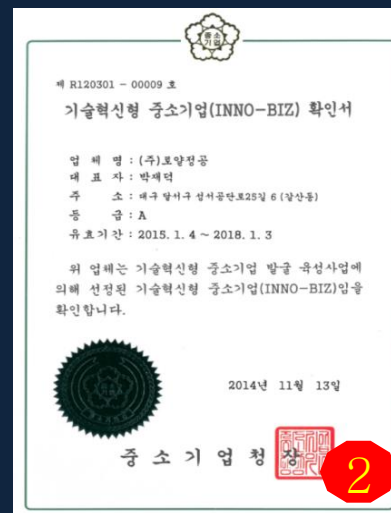 중소
기업
제 R120301 - 00009 호
기술혁신형 중소기업(INNO-BIZ) 확인서
업 체 명 : (주)로얄정공
대 표 자 : 박재덕
주 소 : 대구 달서구 성서공단로25길 6 (갈산동)
등 급 : A
유효기간 : 2015. 1. 4 ~ 2018. 1. 3
위 업체는 기술혁신형 중소기업 발굴 육성사업에
의해 선정된 기술혁신형 중소기업(INNO-BIZ)임을
확인합니다.
2014년 11월 13일
중 소 기 업 청 장
2